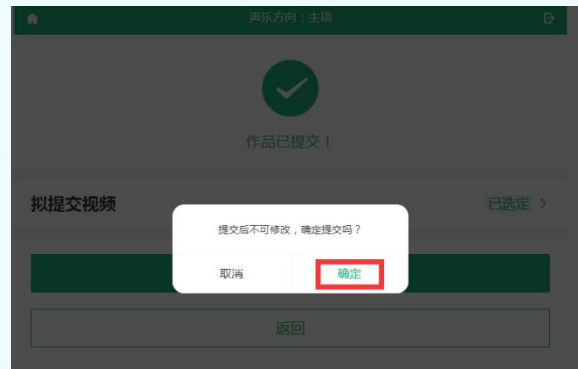 声乐方向：主项
作品已提交！
拟提交视频 已选定 >
提交后不可修改，确定提交吗？
取消 确定
返回